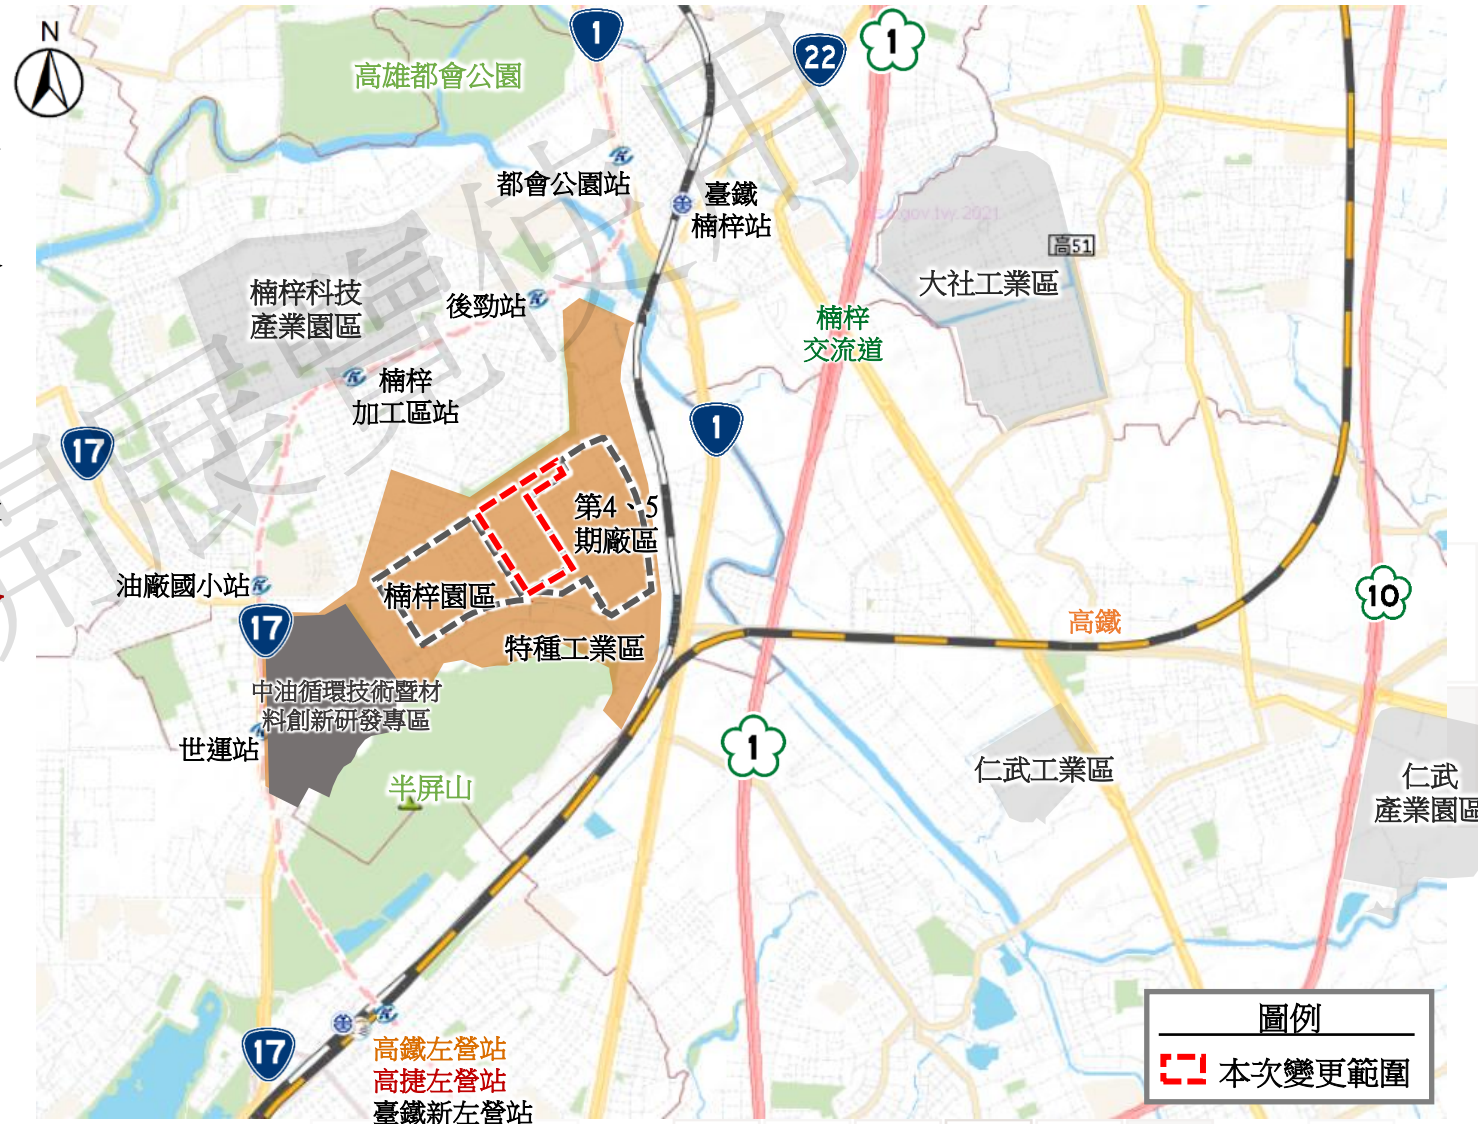 N
1
22
1
高雄都會公園
都會公園站
臺鐵
楠梓站
高51
大社工業區
楠梓科技
產業園區
後勁站
楠梓
交流道
楠梓
加工區站
17
1
第4、5
期廠區
油廠國小站
楠梓園區
10
17
特種工業區
高鐵
中油循環技術暨材
料創新研發專區
世運站
1
半屏山
仁武工業區
仁武
產業園區
17
高鐵左營站
高捷左營站
臺鐵新左營站
圖例
本次變更範圍
展覽使用